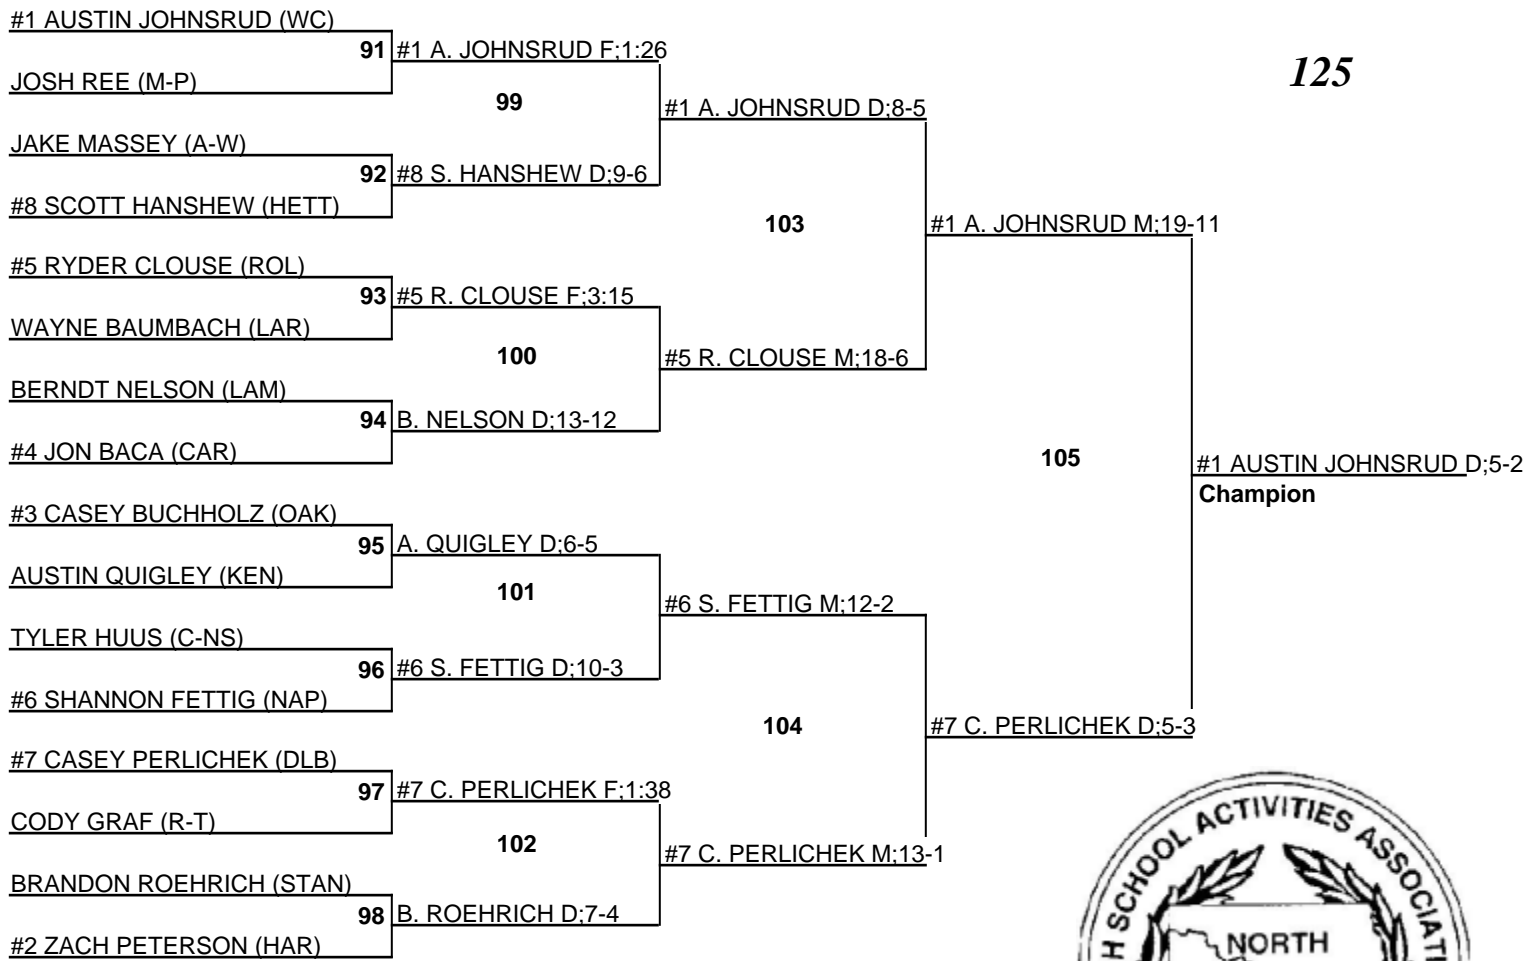 #1 AUSTIN JOHNSRUD (WC)
91 #1 A. JOHNSRUD F;1:26
125
JOSH REE (M-P)
99
#1 A. JOHNSRUD D;8-5
JAKE MASSEY (A-W)
92 #8 S. HANSHEW D;9-6
#8 SCOTT HANSHEW (HETT)
103
#1 A. JOHNSRUD M;19-11
#5 RYDER CLOUSE (ROL)
93 #5 R. CLOUSE F;3:15
WAYNE BAUMBACH (LAR)
100
#5 R. CLOUSE M;18-6
BERNDT NELSON (LAM)
94 B. NELSON D;13-12
#4 JON BACA (CAR)
105
#1 AUSTIN JOHNSRUD D;5-2
Champion
#3 CASEY BUCHHOLZ (OAK)
95 A. QUIGLEY D;6-5
AUSTIN QUIGLEY (KEN)
101
#6 S. FETTIG M;12-2
TYLER HUUS (C-NS)
96 #6 S. FETTIG D;10-3
#6 SHANNON FETTIG (NAP)
104
#7 C. PERLICHEK D;5-3
#7 CASEY PERLICHEK (DLB)
97 #7 C. PERLICHEK F;1:38
CODY GRAF (R-T)
102
#7 C. PERLICHEK M;13-1
BRANDON ROEHRICH (STAN)
98 B. ROEHRICH D;7-4
#2 ZACH PETERSON (HAR)
SCHOOL ACTIVITIES
NORTH